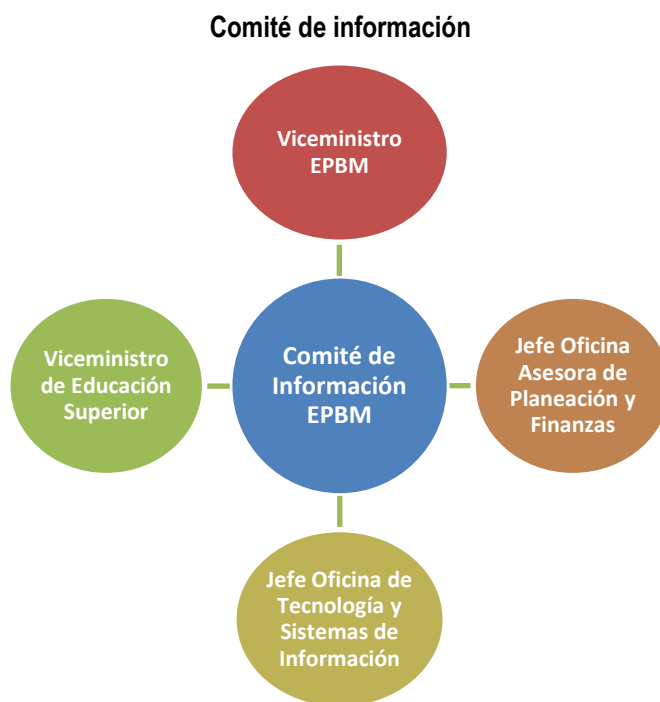 Comité de información
Viceministro
EPBM
Viceministro
de Educación
Superior
Comité de
Información
EPBM
Jefe Oficina
Asesora de
Planeación y
Finanzas
Jefe Oficina de
Tecnología y
Sistemas de
Información